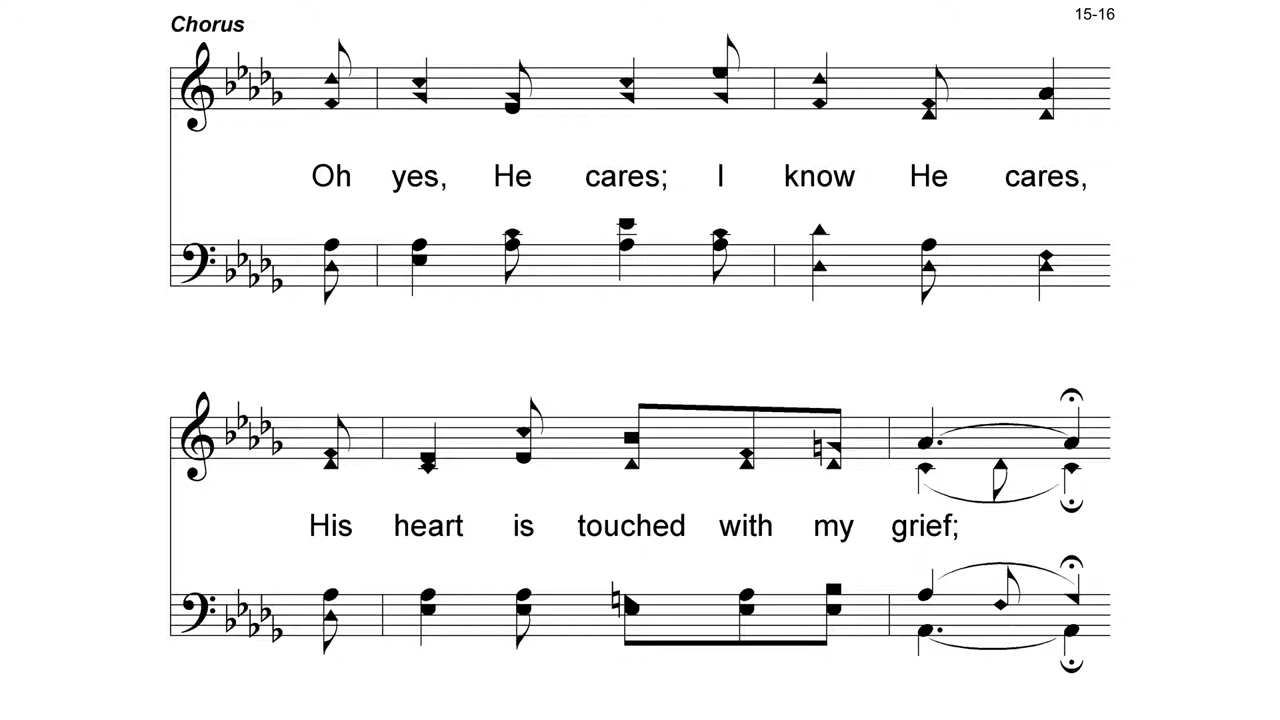 Chorus
15-16
Oh yes, He cares; I know He cares,
His heart is touched with my grief;